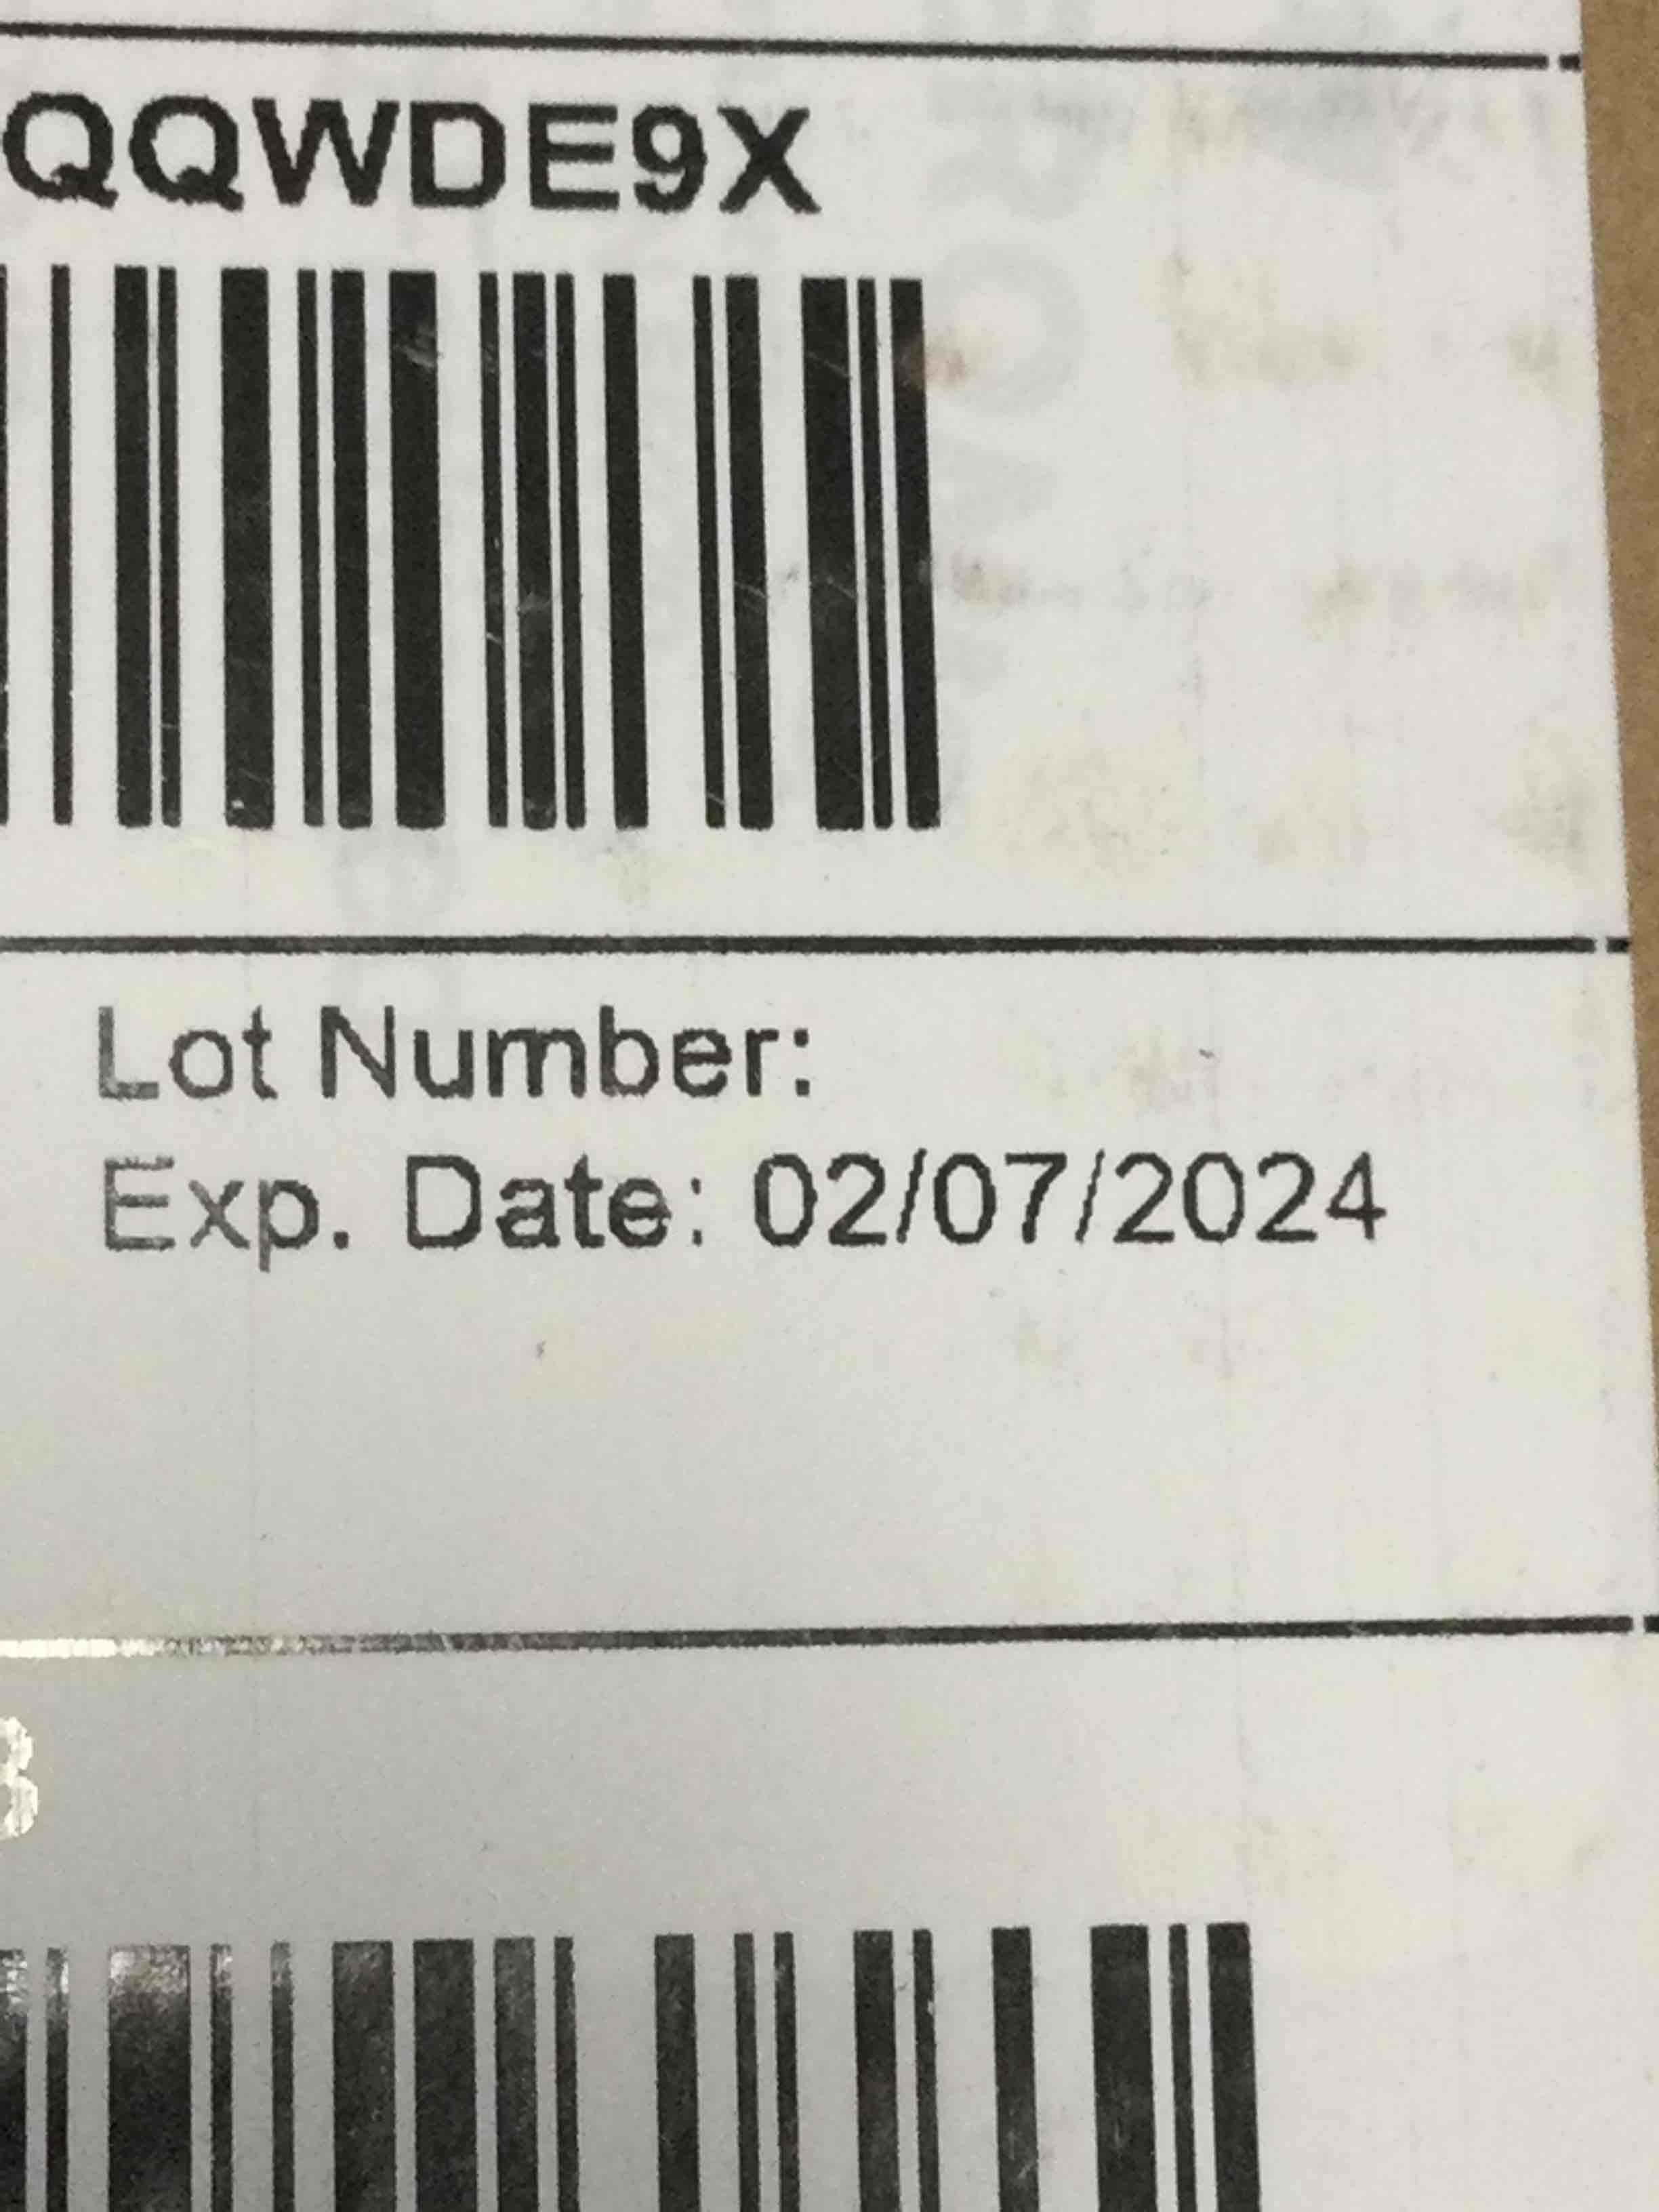 QQWDE9X
Lot Number:
Exp. Date: 02/07/2024